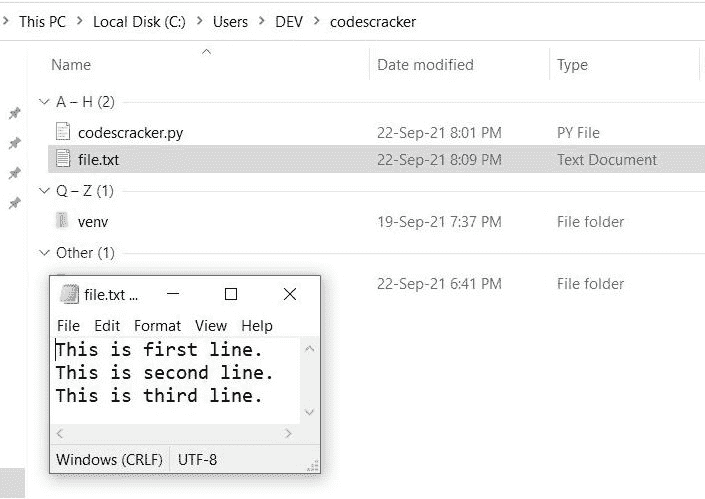 This PC > Local Disk (C:) > Users > DEV > codescracker
Name Date modified Type
A – H (2)
codescracker.py 22-Sep-21 8:01 PM PY File
file.txt 22-Sep-21 8:09 PM Text Document
Q – Z (1)
venv 19-Sep-21 7:37 PM File folder
Other (1)
22-Sep-21 6:41 PM File folder
file.txt ...
File Edit Format View Help
This is first line.
This is second line.
This is third line.
Windows (CRLF) UTF-8